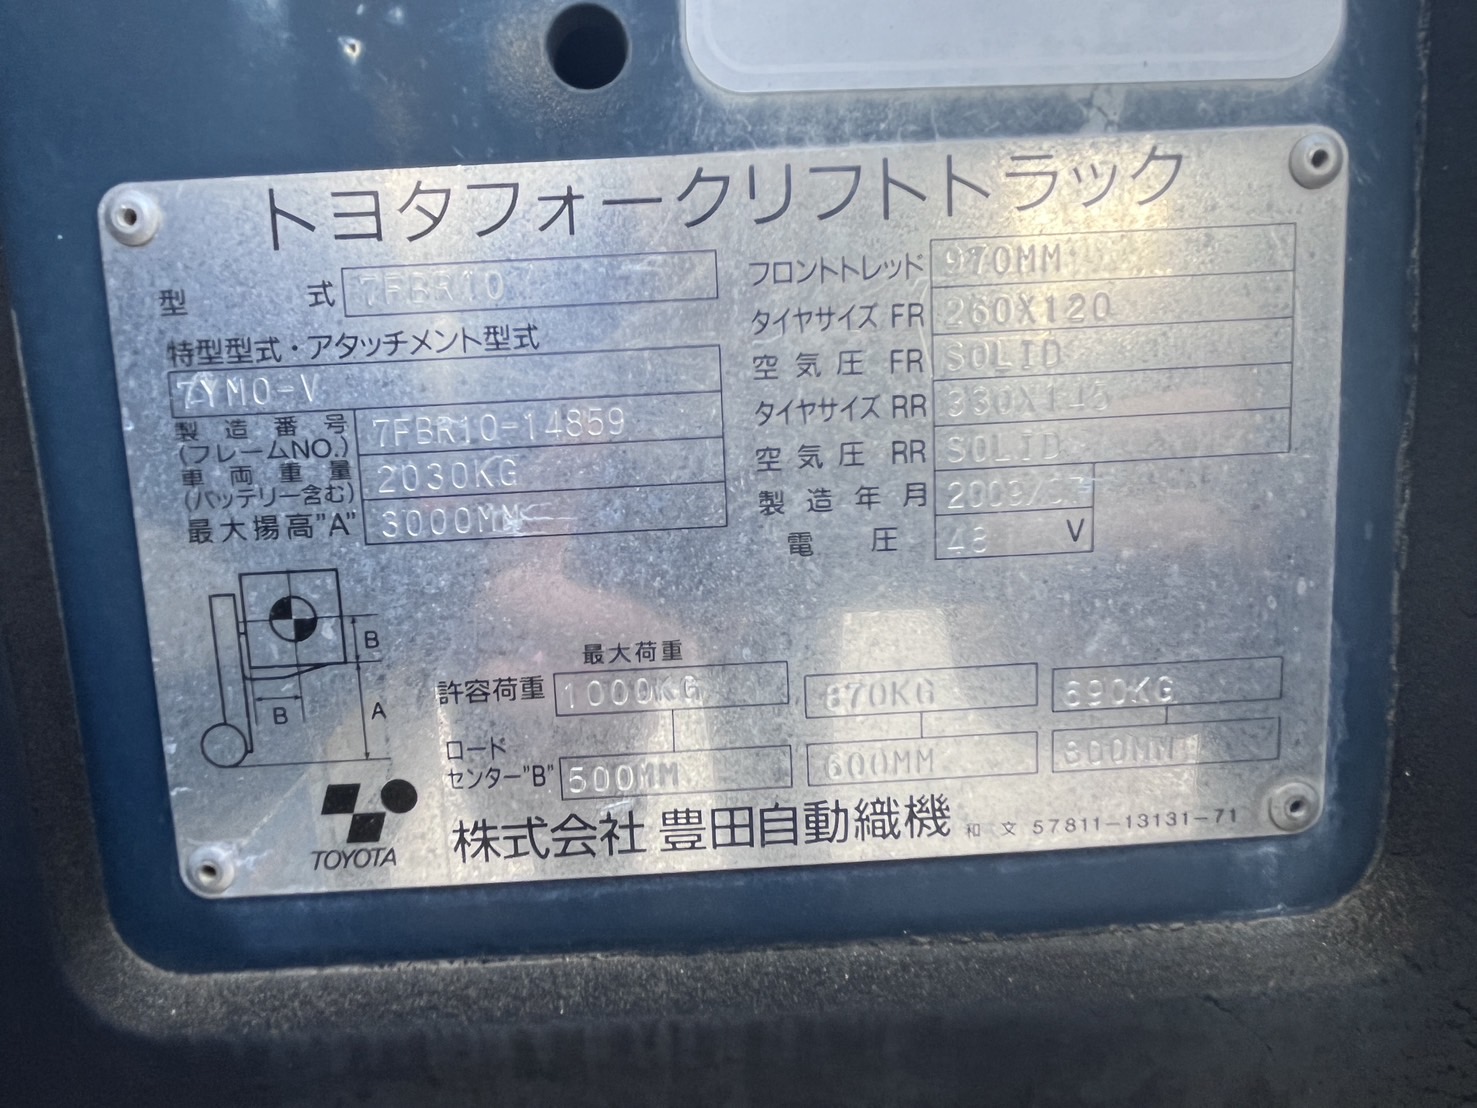 トヨタフォークリフトトラック
型 式 7FBR10
特型型式・アタッチメント型式
7YM0-V
製造番号 (フレームNO.) 7FBR10-14859
車両重量 (バッテリー含む) 2030KG
最大揚高"A" 3000MM
フロントトレッド 970MM
タイヤサイズ FR 260X120
空気圧 FR SOLID
タイヤサイズ RR 330X145
空気圧 RR SOLID
製造年月
電圧 48 V
B
B
A
最大荷重
許容荷重 1000KG 870KG 690KG
ロードセンター"B" 500MM 600MM 800MM
TOYOTA
株式会社 豊田自動織機 和文 57811-13131-71